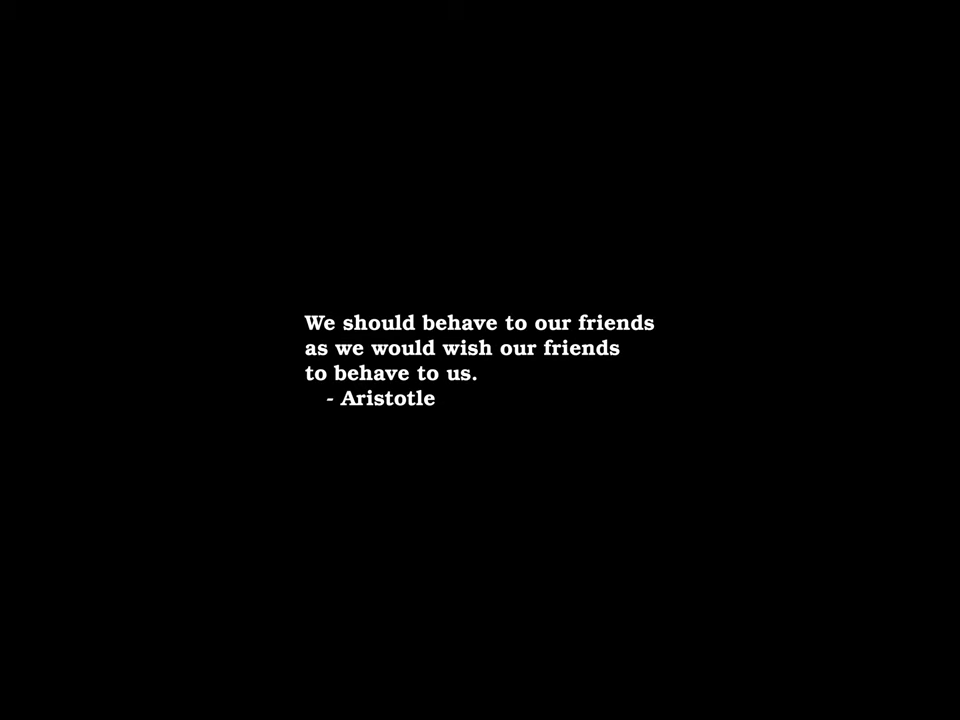 We should behave to our friends
as we would wish our friends
to behave to us.
- Aristotle